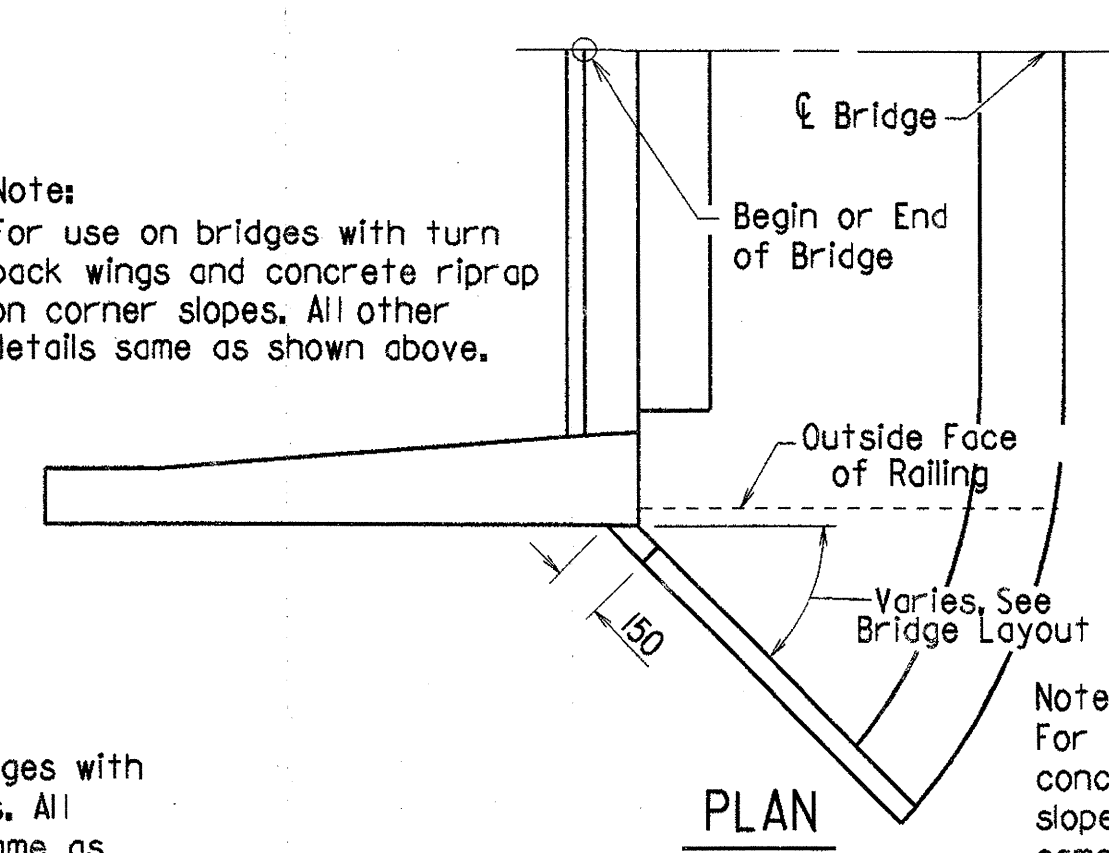 ℄ Bridge
Note:
For use on bridges with turn
back wings and concrete riprap
on corner slopes. All other
details same as shown above.
Begin or End
of Bridge
Outside Face
of Railing
Varies, See
Bridge Layout
150
Note
For
conc
slope
same
ges with
s. All
ame as
PLAN